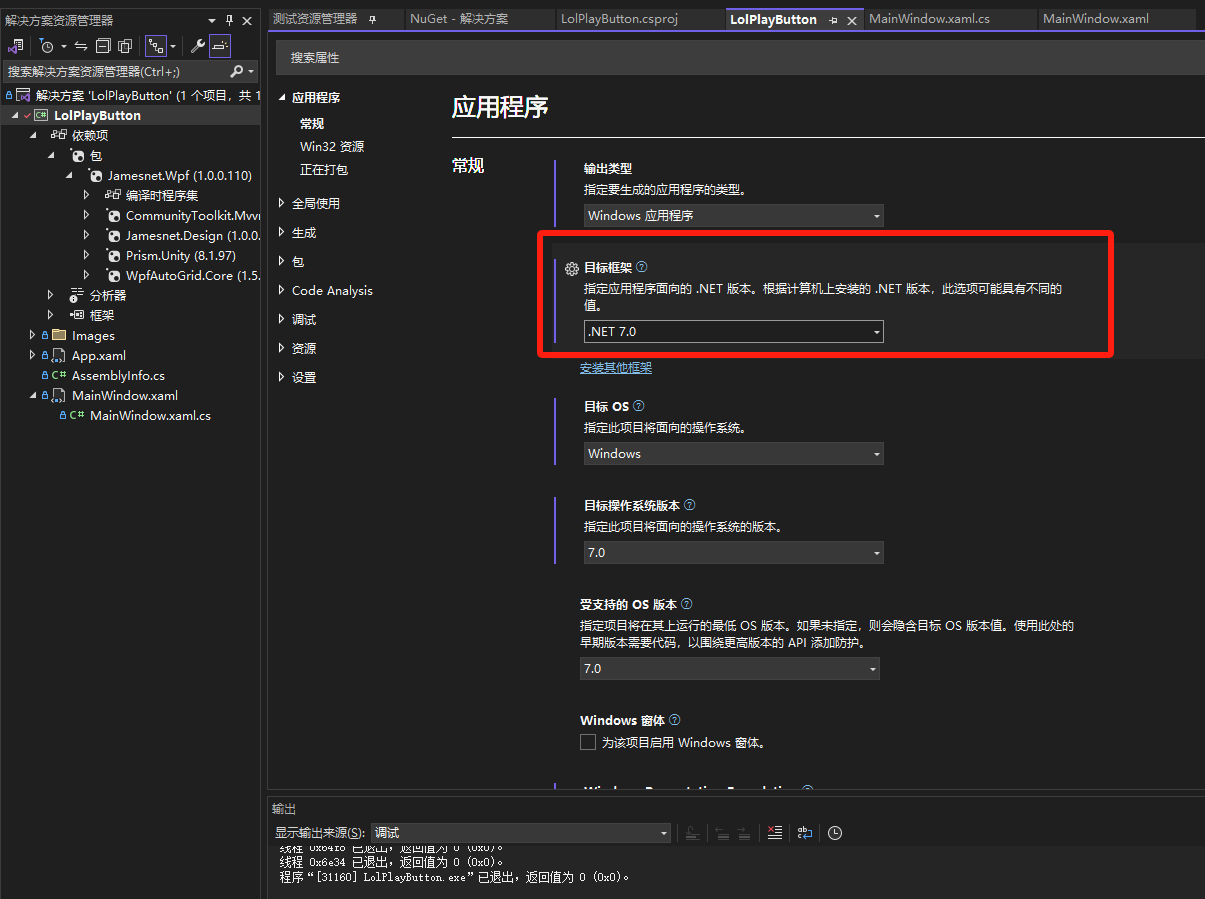 解决方案资源管理器
搜索解决方案资源管理器(Ctrl+;)
解决方案 'LolPlayButton' (1 个项目，共 1
LolPlayButton
依赖项
包
Jamesnet.Wpf (1.0.0.110)
编译时程序集
CommunityToolkit.Mvv
Jamesnet.Design (1.0.0.
Prism.Unity (8.1.97)
WpfAutoGrid.Core (1.5.
分析器
框架
Images
App.xaml
AssemblyInfo.cs
MainWindow.xaml
MainWindow.xaml.cs
测试资源管理器
NuGet - 解决方案
LolPlayButton.csproj
LolPlayButton
MainWindow.xaml.cs
MainWindow.xaml
搜索属性
应用程序
常规
Win32 资源
正在打包
全局使用
生成
包
Code Analysis
调试
资源
设置
应用程序
常规
输出类型
指定要生成的应用程序的类型。
Windows 应用程序
目标框架
指定应用程序面向的 .NET 版本。根据计算机上安装的 .NET 版本，此选项可能具有不同的
值。
.NET 7.0
安装其他框架
目标 OS
指定此项目将面向的操作系统。
Windows
目标操作系统版本
指定此项目将面向的操作系统的版本。
7.0
受支持的 OS 版本
指定项目将在其上运行的最低 OS 版本。如果未指定，则会隐含目标 OS 版本值。使用此处的
早期版本需要代码，以围绕更高版本的 API 添加防护。
7.0
Windows 窗体
为该项目启用 Windows 窗体。
输出
显示输出来源(S):
调试
线程 0x6e34 已退出，返回值为 0 (0x0)。
程序“[31160] LolPlayButton.exe”已退出，返回值为 0 (0x0)。